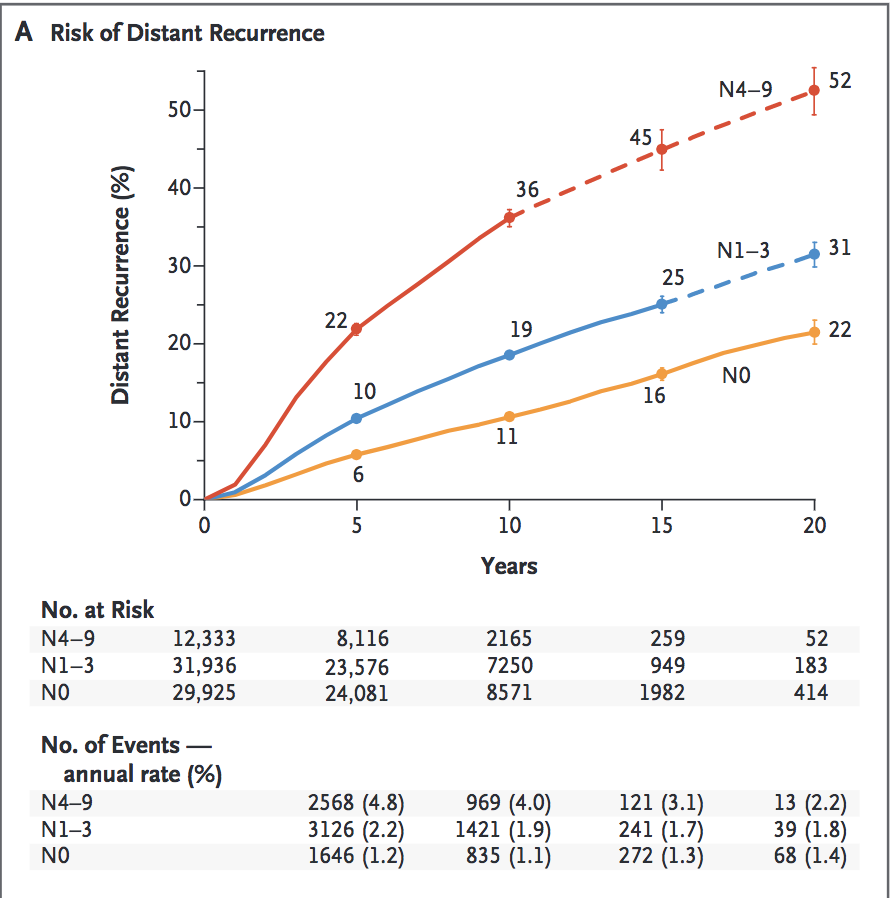 A Risk of Distant Recurrence
Distant Recurrence (%)
50
40
30
20
10
0
N4–9
52
45
36
22
N1–3
31
25
19
10
N0
22
16
11
6
0 5 10 15 20
Years
No. at Risk
N4–9 12,333 8,116 2165 259 52
N1–3 31,936 23,576 7250 949 183
N0 29,925 24,081 8571 1982 414
No. of Events —
annual rate (%)
N4–9 2568 (4.8) 969 (4.0) 121 (3.1) 13 (2.2)
N1–3 3126 (2.2) 1421 (1.9) 241 (1.7) 39 (1.8)
N0 1646 (1.2) 835 (1.1) 272 (1.3) 68 (1.4)